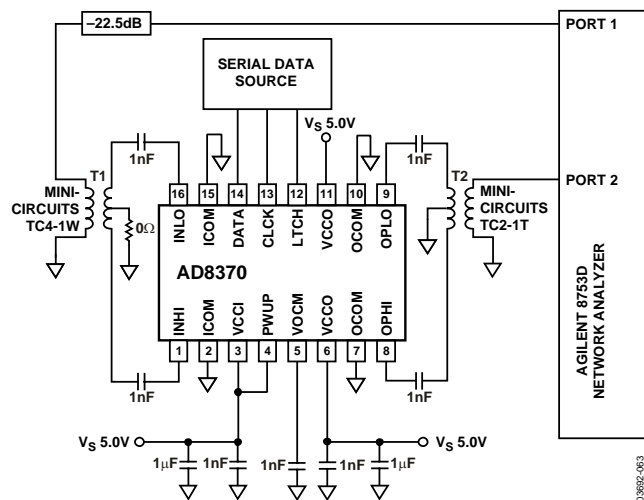 –22.5dB
PORT 1
SERIAL DATA
SOURCE
VS 5.0V
1nF
1nF
T1
T2
16 15 14 13 12 11 10 9
MINI-
CIRCUITS
TC4-1W
0Ω
INLO ICOM DATA CLCK LTCH VCCO OCOM OPLO
PORT 2
MINI-
CIRCUITS
TC2-1T
AD8370
AGILENT 8753D
NETWORK ANALYZER
INHI ICOM VCCI PWUP VOCM VCCO OCOM OPHI
1 2 3 4 5 6 7 8
1nF
1nF
VS 5.0V
VS 5.0V
1µF
1nF
1nF
1nF
1µF
03692-063